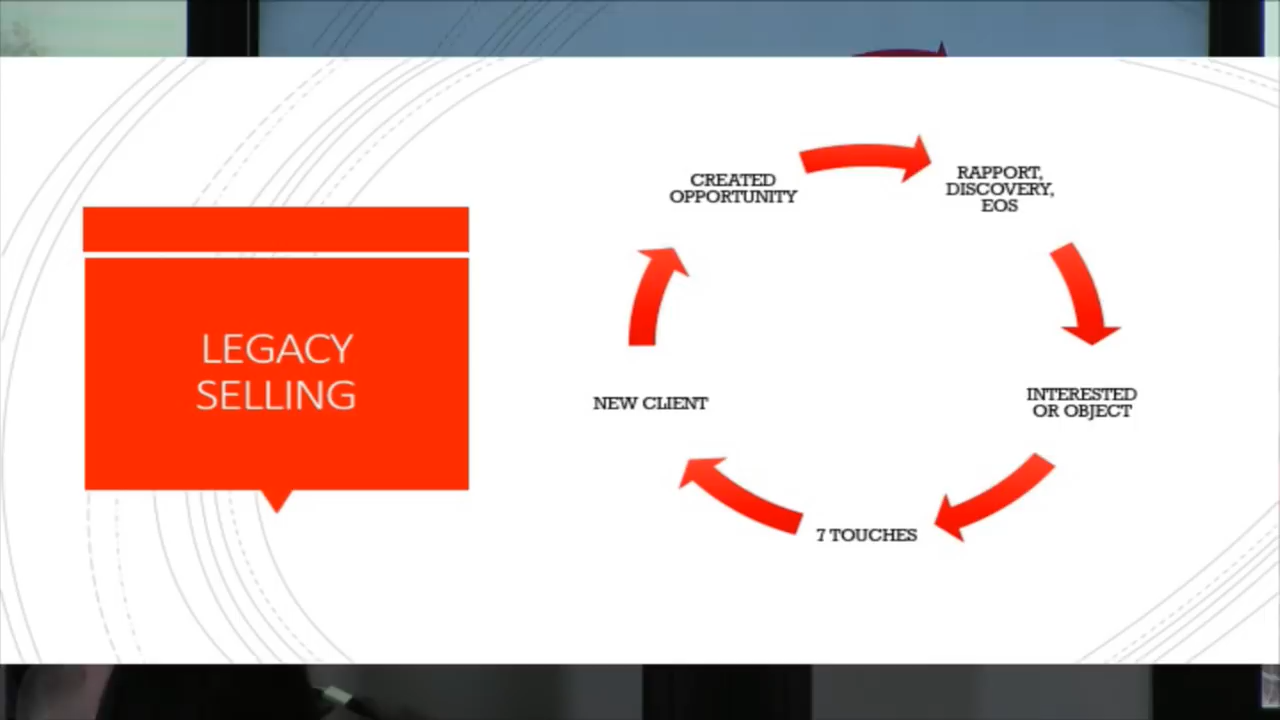 LEGACY
SELLING
CREATED
OPPORTUNITY
RAPPORT,
DISCOVERY,
EOS
INTERESTED
OR OBJECT
7 TOUCHES
NEW CLIENT